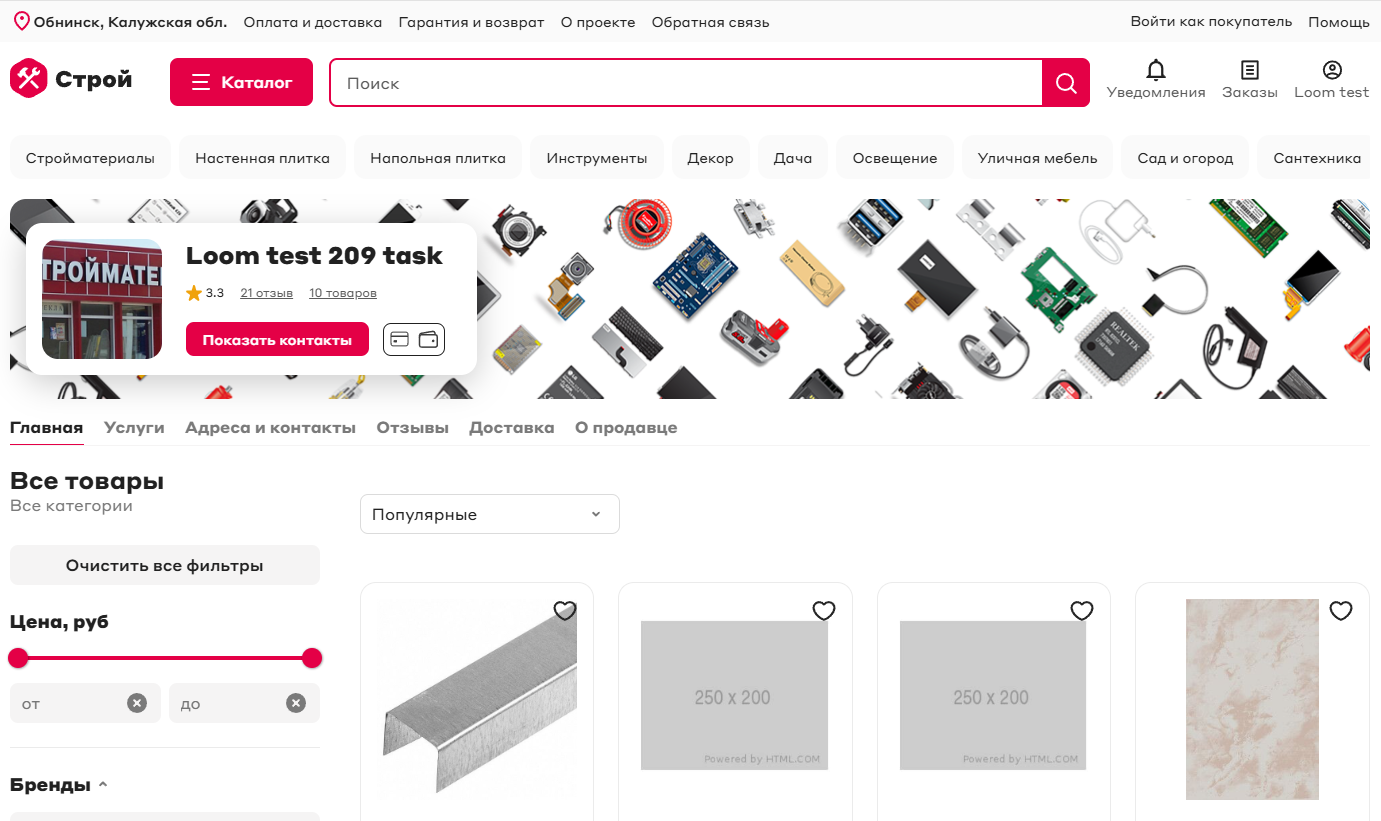 Обнинск, Калужская обл. Оплата и доставка Гарантия и возврат О проекте Обратная связь Войти как покупатель Помощь
Строй Каталог Поиск Уведомления Заказы Loom test
Стройматериалы Настенная плитка Напольная плитка Инструменты Декор Дача Освещение Уличная мебель Сад и огород Сантехника
ТРОЙМАТЕ
Loom test 209 task
3.3 21 отзыв 10 товаров
Показать контакты
REALTEK
Главная Услуги Адреса и контакты Отзывы Доставка О продавце
Все товары
Все категории
Популярные
Очистить все фильтры
Цена, руб
от до
250 x 200 250 x 200
Powered by HTML.COM Powered by HTML.COM
Бренды